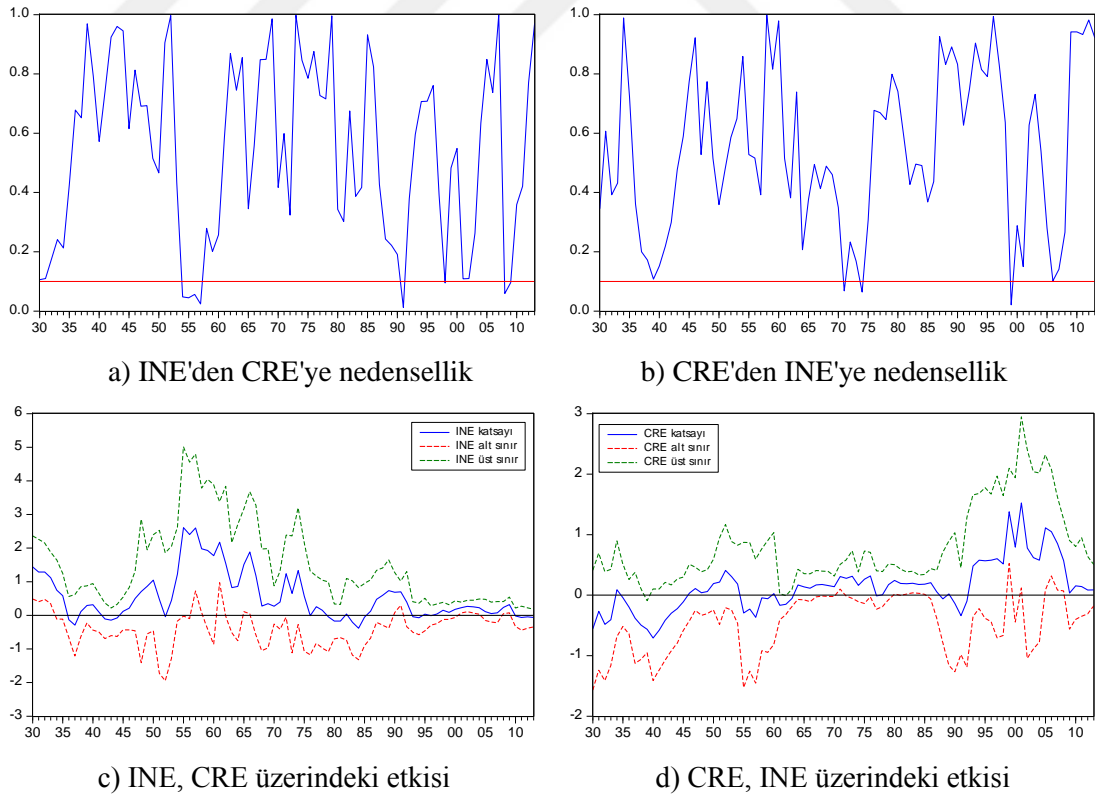 1.0
0.8
0.6
0.4
0.2
0.0
30 35 40 45 50 55 60 65 70 75 80 85 90 95 00 05 10
a) INE'den CRE'ye nedensellik
1.0
0.8
0.6
0.4
0.2
0.0
30 35 40 45 50 55 60 65 70 75 80 85 90 95 00 05 10
b) CRE'den INE'ye nedensellik
6
5
4
3
2
1
0
-1
-2
-3
INE katsayı
INE alt sınır
INE üst sınır
30 35 40 45 50 55 60 65 70 75 80 85 90 95 00 05 10
c) INE, CRE üzerindeki etkisi
3
2
1
0
-1
-2
CRE katsayı
CRE alt sınır
CRE üst sınır
30 35 40 45 50 55 60 65 70 75 80 85 90 95 00 05 10
d) CRE, INE üzerindeki etkisi